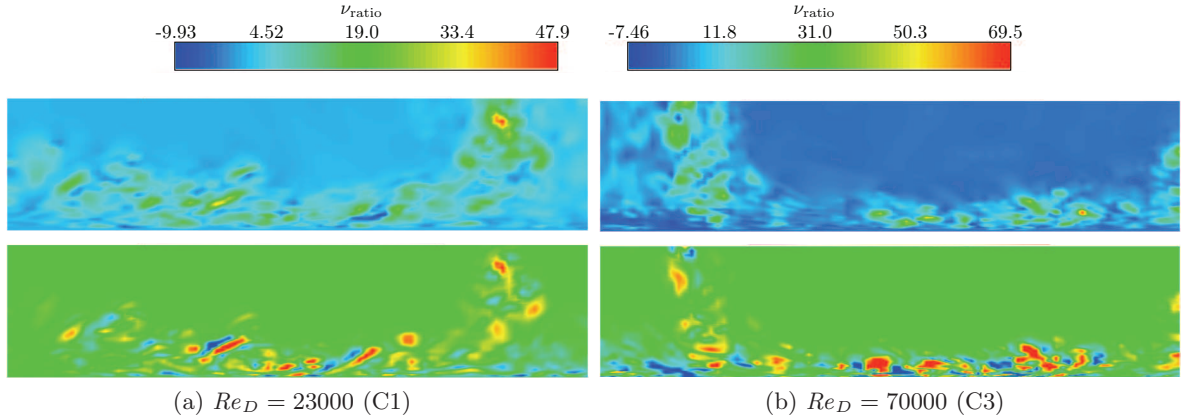 ν_ratio
-9.93 4.52 19.0 33.4 47.9
ν_ratio
-7.46 11.8 31.0 50.3 69.5
(a) Re_D = 23000 (C1)
(b) Re_D = 70000 (C3)